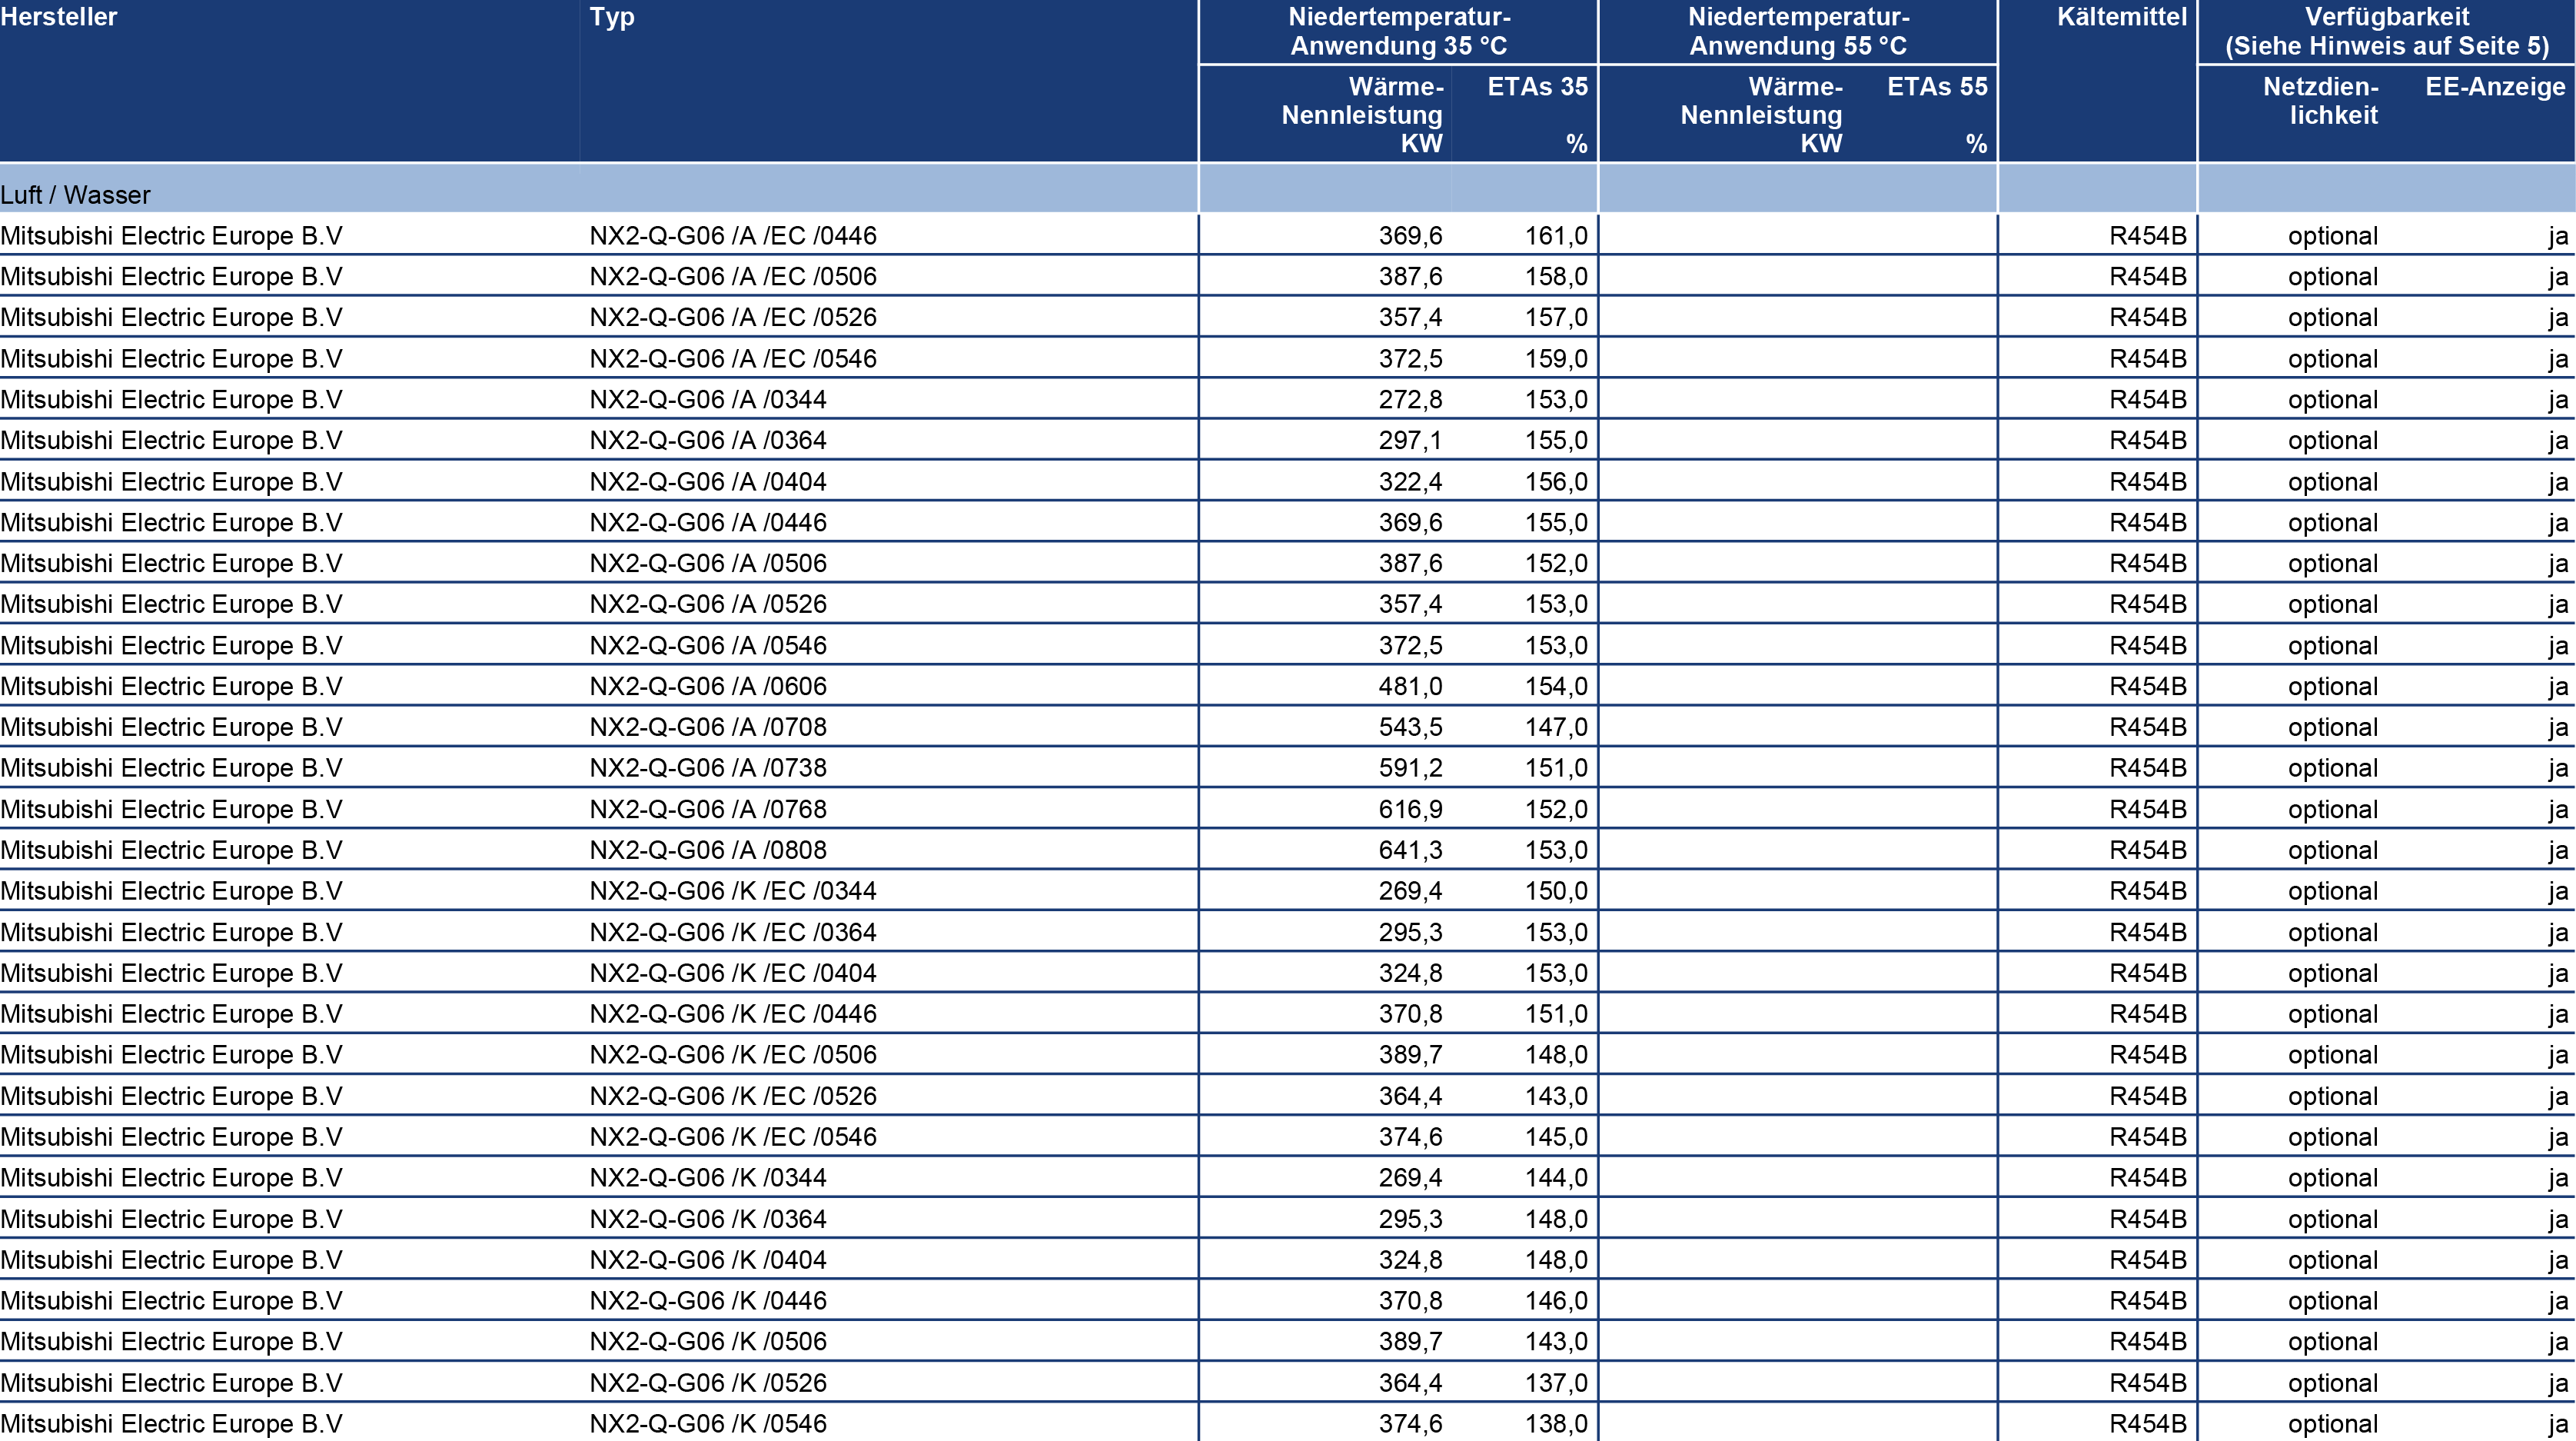 Hersteller Typ Niedertemperatur- Niedertemperatur- Kältemittel Verfügbarkeit
Anwendung 35 °C Anwendung 55 °C (Siehe Hinweis auf Seite 5)
Wärme- ETAs 35 Wärme- ETAs 55 Netzdien- EE-Anzeige
Nennleistung Nennleistung lichkeit
KW % KW %
Luft / Wasser
Mitsubishi Electric Europe B.V NX2-Q-G06 /A /EC /0446 369,6 161,0 R454B optional ja
Mitsubishi Electric Europe B.V NX2-Q-G06 /A /EC /0506 387,6 158,0 R454B optional ja
Mitsubishi Electric Europe B.V NX2-Q-G06 /A /EC /0526 357,4 157,0 R454B optional ja
Mitsubishi Electric Europe B.V NX2-Q-G06 /A /EC /0546 372,5 159,0 R454B optional ja
Mitsubishi Electric Europe B.V NX2-Q-G06 /A /0344 272,8 153,0 R454B optional ja
Mitsubishi Electric Europe B.V NX2-Q-G06 /A /0364 297,1 155,0 R454B optional ja
Mitsubishi Electric Europe B.V NX2-Q-G06 /A /0404 322,4 156,0 R454B optional ja
Mitsubishi Electric Europe B.V NX2-Q-G06 /A /0446 369,6 155,0 R454B optional ja
Mitsubishi Electric Europe B.V NX2-Q-G06 /A /0506 387,6 152,0 R454B optional ja
Mitsubishi Electric Europe B.V NX2-Q-G06 /A /0526 357,4 153,0 R454B optional ja
Mitsubishi Electric Europe B.V NX2-Q-G06 /A /0546 372,5 153,0 R454B optional ja
Mitsubishi Electric Europe B.V NX2-Q-G06 /A /0606 481,0 154,0 R454B optional ja
Mitsubishi Electric Europe B.V NX2-Q-G06 /A /0708 543,5 147,0 R454B optional ja
Mitsubishi Electric Europe B.V NX2-Q-G06 /A /0738 591,2 151,0 R454B optional ja
Mitsubishi Electric Europe B.V NX2-Q-G06 /A /0768 616,9 152,0 R454B optional ja
Mitsubishi Electric Europe B.V NX2-Q-G06 /A /0808 641,3 153,0 R454B optional ja
Mitsubishi Electric Europe B.V NX2-Q-G06 /K /EC /0344 269,4 150,0 R454B optional ja
Mitsubishi Electric Europe B.V NX2-Q-G06 /K /EC /0364 295,3 153,0 R454B optional ja
Mitsubishi Electric Europe B.V NX2-Q-G06 /K /EC /0404 324,8 153,0 R454B optional ja
Mitsubishi Electric Europe B.V NX2-Q-G06 /K /EC /0446 370,8 151,0 R454B optional ja
Mitsubishi Electric Europe B.V NX2-Q-G06 /K /EC /0506 389,7 148,0 R454B optional ja
Mitsubishi Electric Europe B.V NX2-Q-G06 /K /EC /0526 364,4 143,0 R454B optional ja
Mitsubishi Electric Europe B.V NX2-Q-G06 /K /EC /0546 374,6 145,0 R454B optional ja
Mitsubishi Electric Europe B.V NX2-Q-G06 /K /0344 269,4 144,0 R454B optional ja
Mitsubishi Electric Europe B.V NX2-Q-G06 /K /0364 295,3 148,0 R454B optional ja
Mitsubishi Electric Europe B.V NX2-Q-G06 /K /0404 324,8 148,0 R454B optional ja
Mitsubishi Electric Europe B.V NX2-Q-G06 /K /0446 370,8 146,0 R454B optional ja
Mitsubishi Electric Europe B.V NX2-Q-G06 /K /0506 389,7 143,0 R454B optional ja
Mitsubishi Electric Europe B.V NX2-Q-G06 /K /0526 364,4 137,0 R454B optional ja
Mitsubishi Electric Europe B.V NX2-Q-G06 /K /0546 374,6 138,0 R454B optional ja